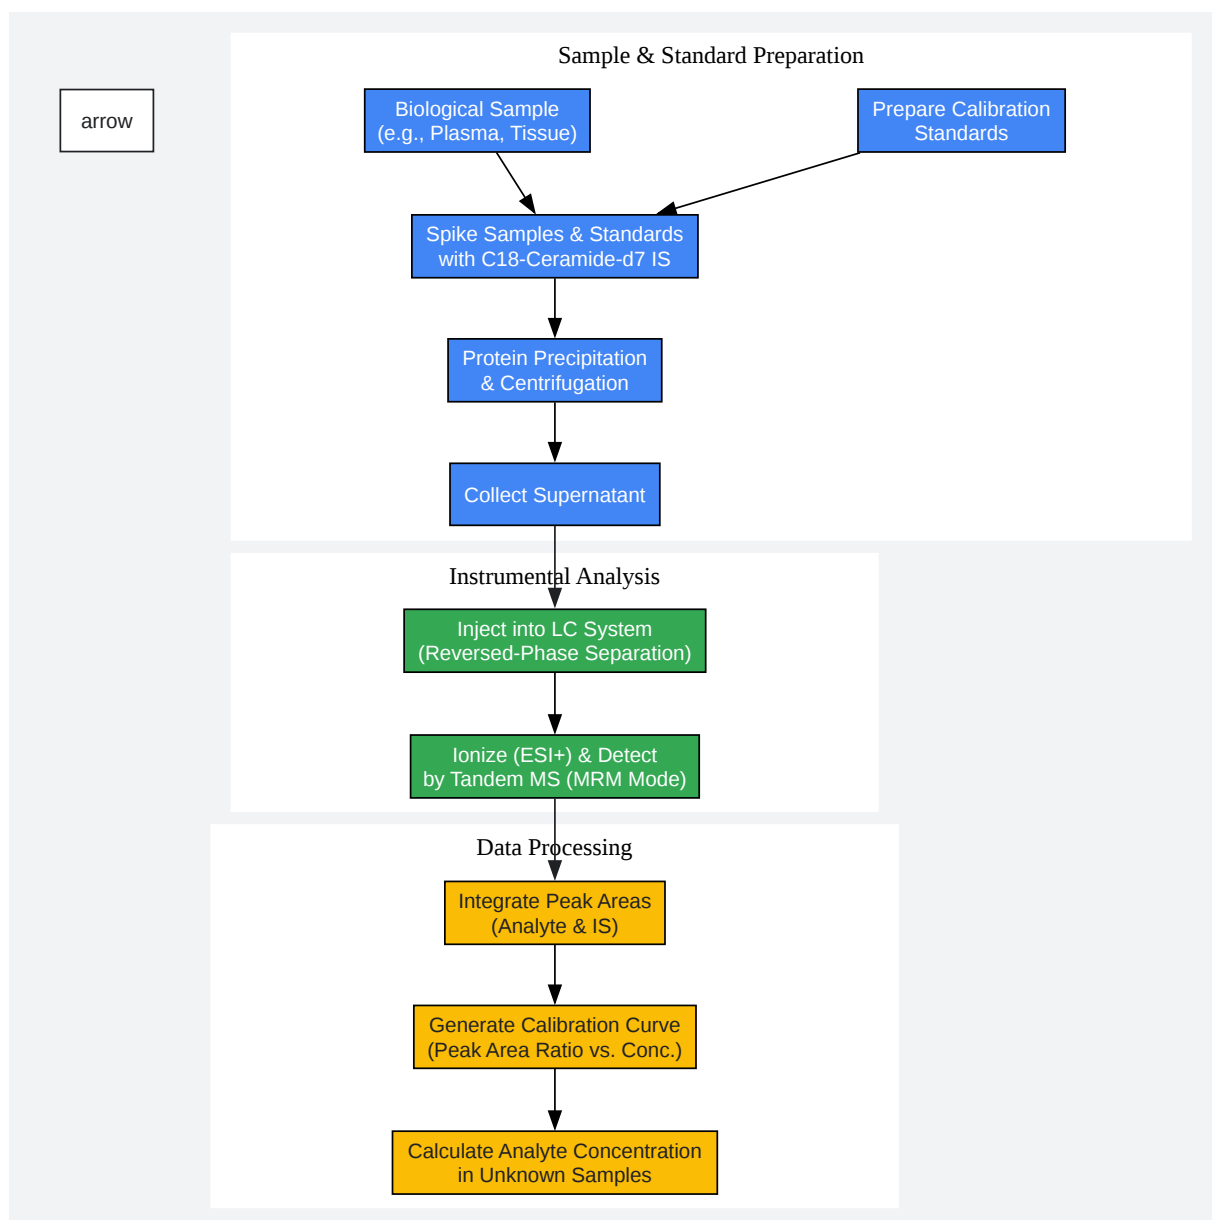 Sample & Standard Preparation
arrow
Biological Sample
(e.g., Plasma, Tissue)
Prepare Calibration
Standards
Spike Samples & Standards
with C18-Ceramide-d7 IS
Protein Precipitation
& Centrifugation
Collect Supernatant
Instrumental Analysis
Inject into LC System
(Reversed-Phase Separation)
Ionize (ESI+) & Detect
by Tandem MS (MRM Mode)
Data Processing
Integrate Peak Areas
(Analyte & IS)
Generate Calibration Curve
(Peak Area Ratio vs. Conc.)
Calculate Analyte Concentration
in Unknown Samples